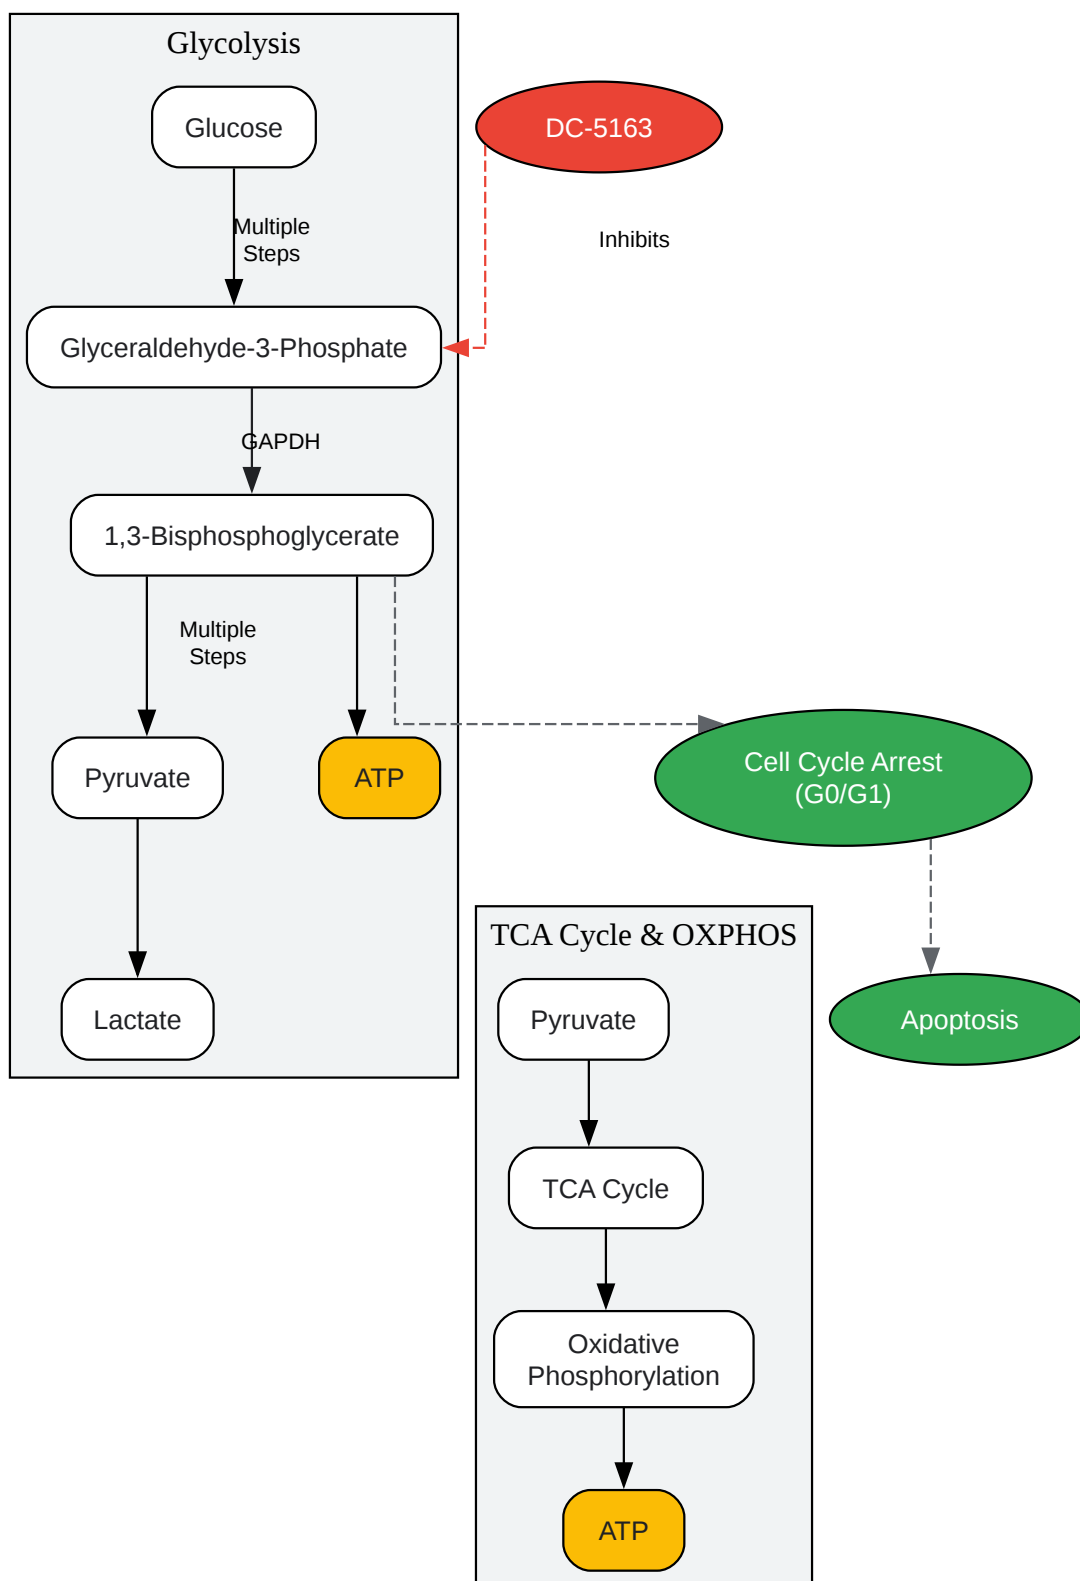 Glycolysis
Glucose
DC-5163
Multiple
Steps
Inhibits
Glyceraldehyde-3-Phosphate
GAPDH
1,3-Bisphosphoglycerate
Multiple
Steps
Pyruvate
ATP
Cell Cycle Arrest
(G0/G1)
Lactate
TCA Cycle & OXPHOS
Pyruvate
Apoptosis
TCA Cycle
Oxidative
Phosphorylation
ATP